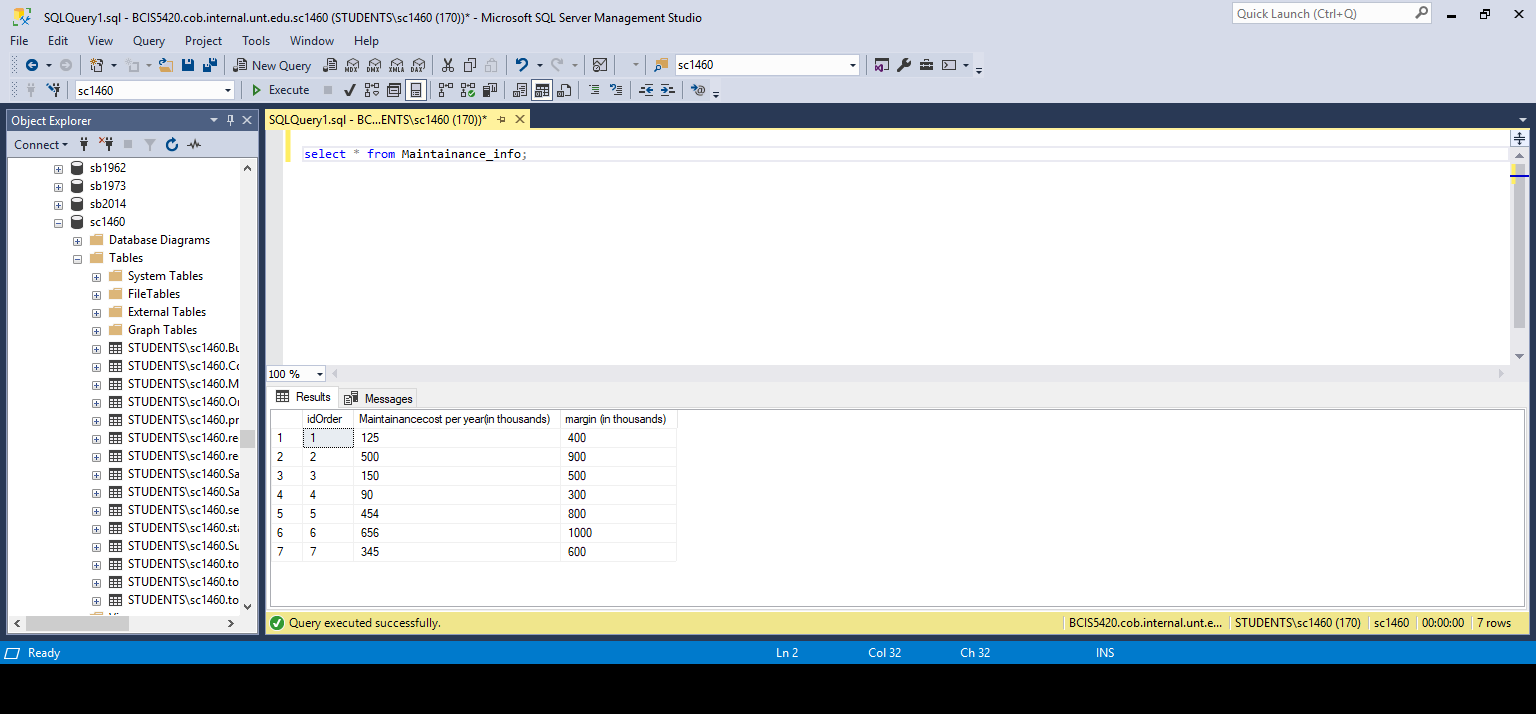 SQLQuery1.sql - BCIS5420.cob.internal.unt.edu.sc1460 (STUDENTS\sc1460 (170))* - Microsoft SQL Server Management Studio
Quick Launch (Ctrl+Q)
File Edit View Query Project Tools Window Help
New Query MDX DMX XMLA DAX sc1460
sc1460 Execute
Object Explorer
Connect
sb1962
sb1973
sb2014
sc1460
Database Diagrams
Tables
System Tables
FileTables
External Tables
Graph Tables
STUDENTS\sc1460.Bu
STUDENTS\sc1460.Cc
STUDENTS\sc1460.M
STUDENTS\sc1460.Or
STUDENTS\sc1460.pr
STUDENTS\sc1460.re
STUDENTS\sc1460.re
STUDENTS\sc1460.Sa
STUDENTS\sc1460.Sa
STUDENTS\sc1460.se
STUDENTS\sc1460.sta
STUDENTS\sc1460.Su
STUDENTS\sc1460.to
STUDENTS\sc1460.to
STUDENTS\sc1460.to
SQLQuery1.sql - BC...ENTS\sc1460 (170))*
select * from Maintainance_info;
100 %
Results Messages
idOrder Maintainancecost per year(in thousands) margin (in thousands)
1 1 125 400
2 2 500 900
3 3 150 500
4 4 90 300
5 5 454 800
6 6 656 1000
7 7 345 600
Query executed successfully. BCIS5420.cob.internal.unt.e... STUDENTS\sc1460 (170) sc1460 00:00:00 7 rows
Ready Ln 2 Col 32 Ch 32 INS